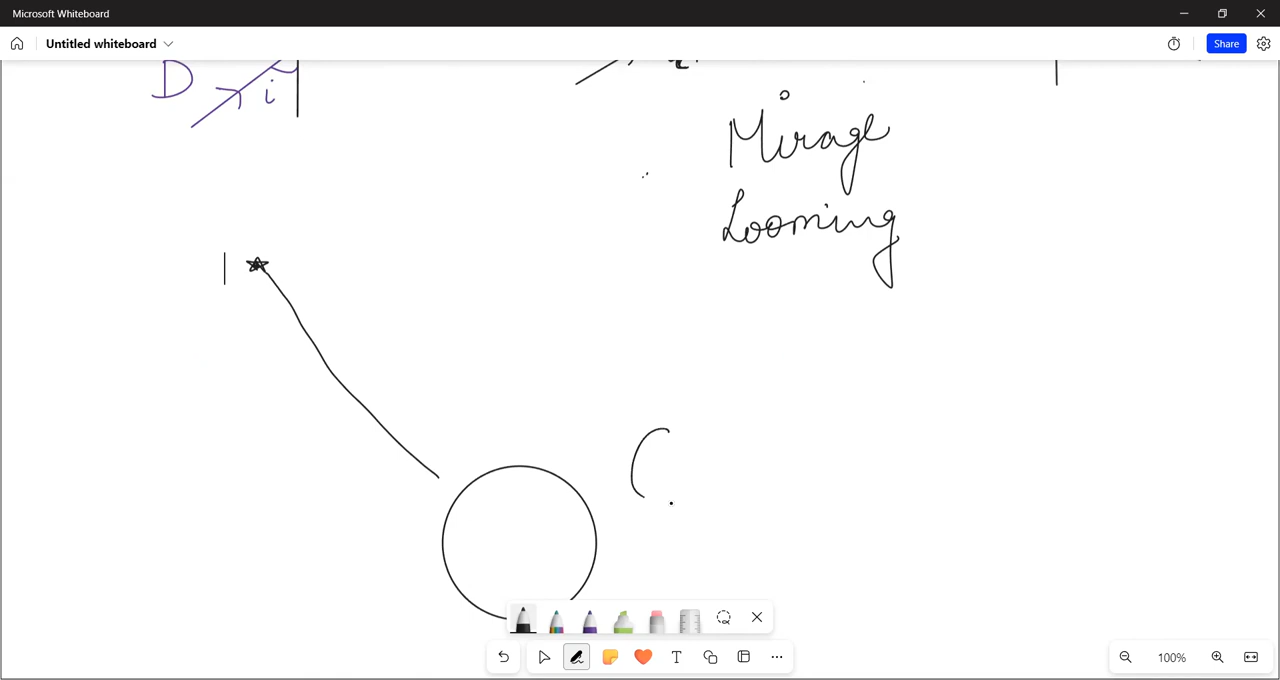 Microsoft Whiteboard
Untitled whiteboard
Share
D
i
Mirage
Looming
T
100%